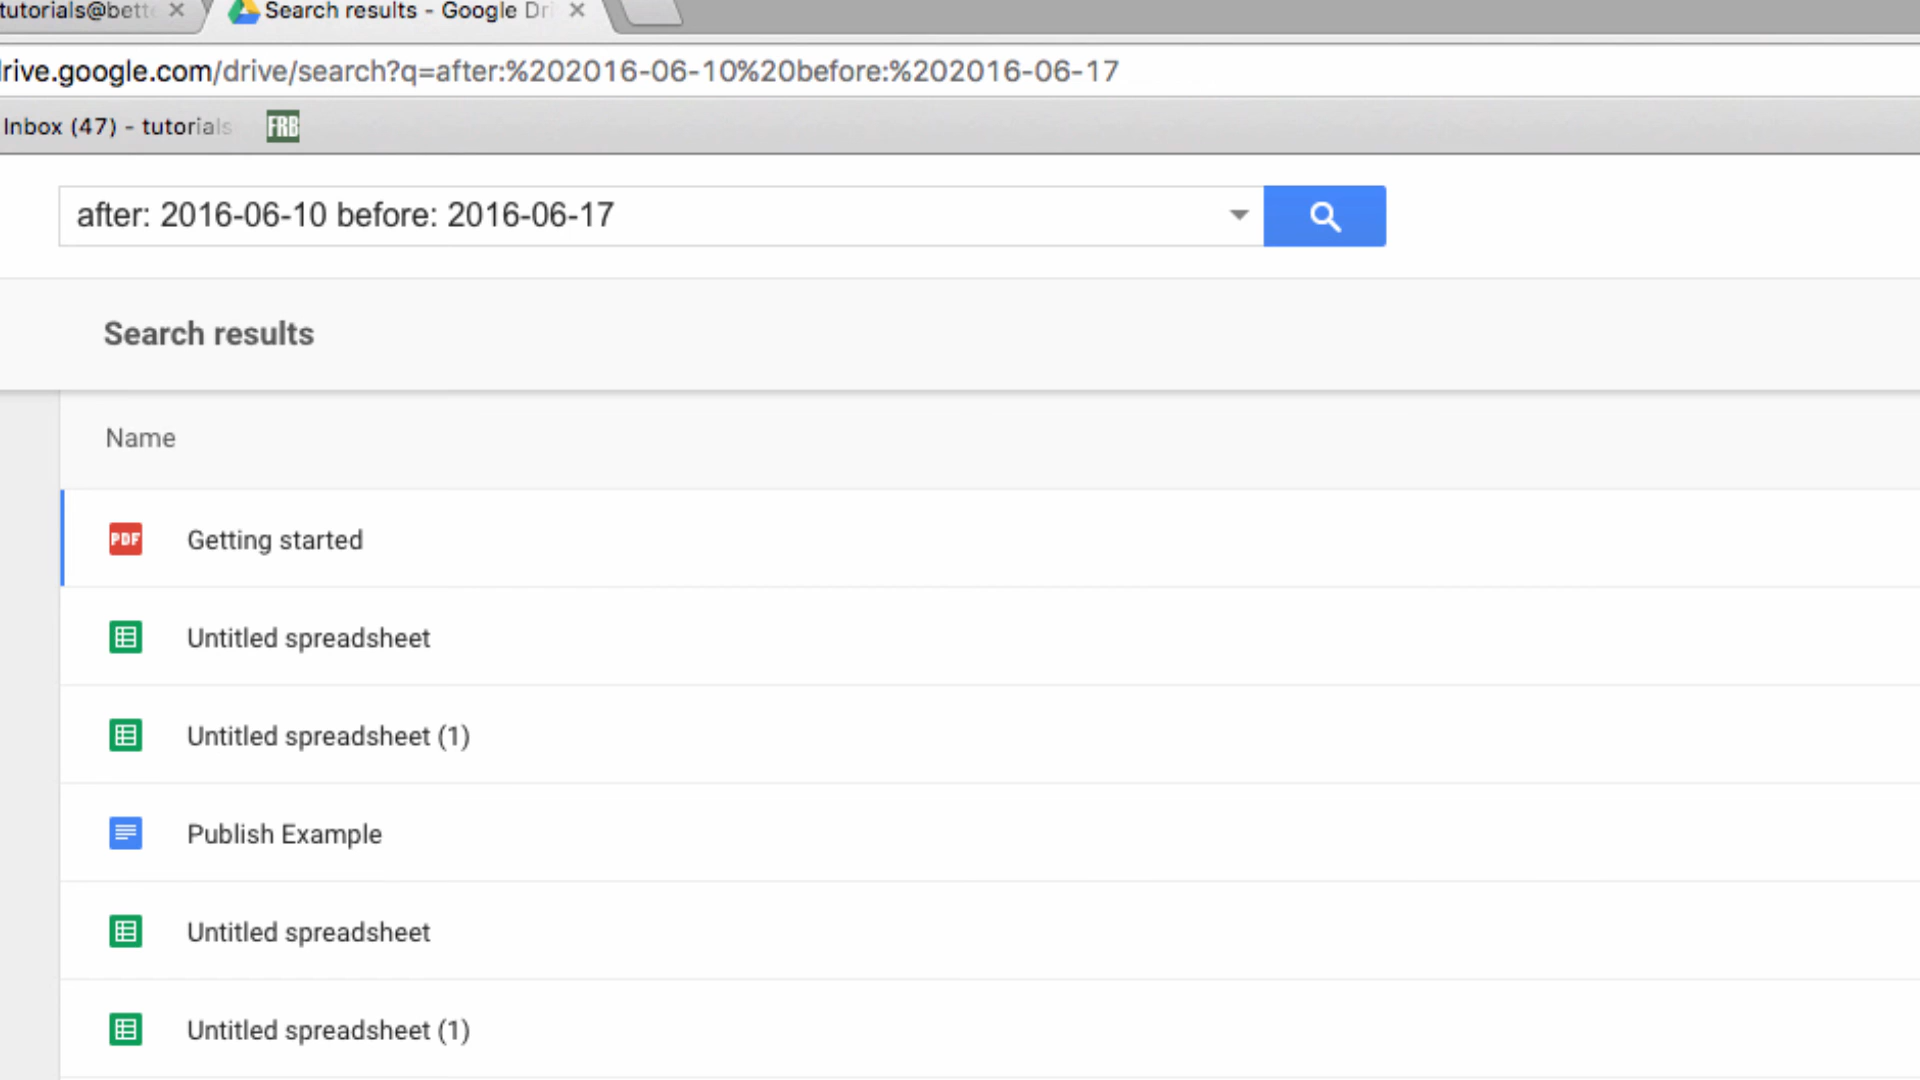 tutorials@bett
Search results - Google Dri
rive.google.com/drive/search?q=after:%202016-06-10%20before:%202016-06-17
Inbox (47) - tutorials
FRB
after: 2016-06-10 before: 2016-06-17
Search results
Name
PDF Getting started
Untitled spreadsheet
Untitled spreadsheet (1)
Publish Example
Untitled spreadsheet
Untitled spreadsheet (1)